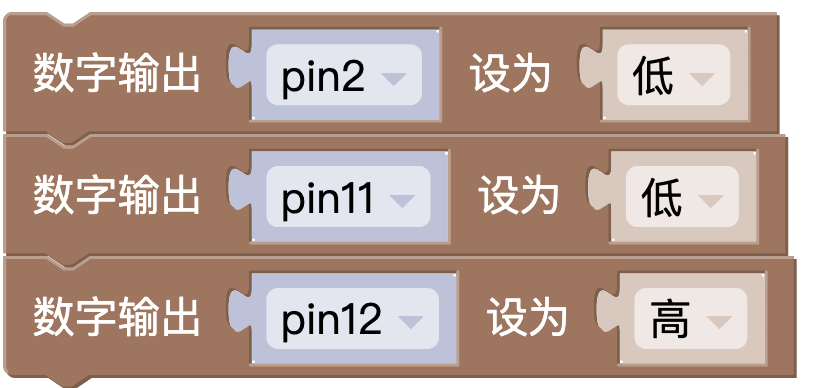 数字输出 pin2 设为 低
数字输出 pin11 设为 低
数字输出 pin12 设为 高